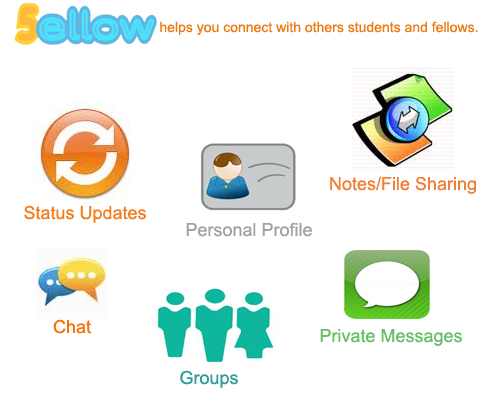 5ellow helps you connect with others students and fellows.
Notes/File Sharing
Status Updates
Personal Profile
Chat
Private Messages
Groups